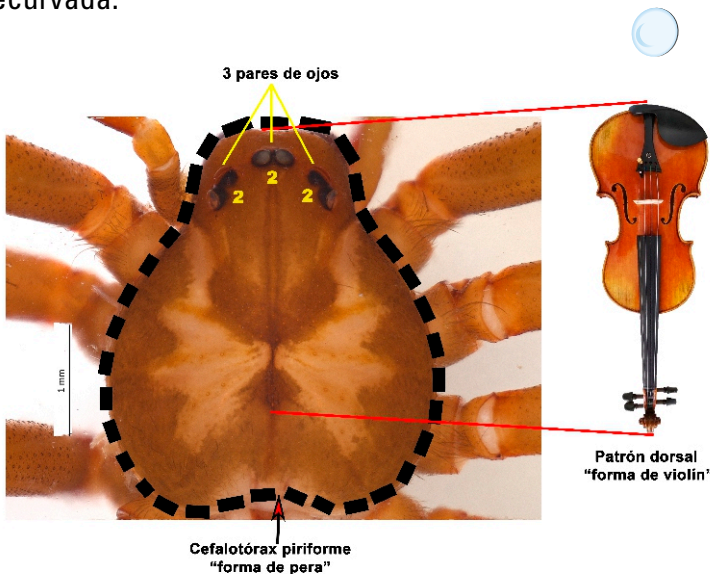 ecurvada.
3 pares de ojos
2
2
2
1 mm
Patrón dorsal
“forma de violín’
Cefalotórax piriforme
“forma de pera”